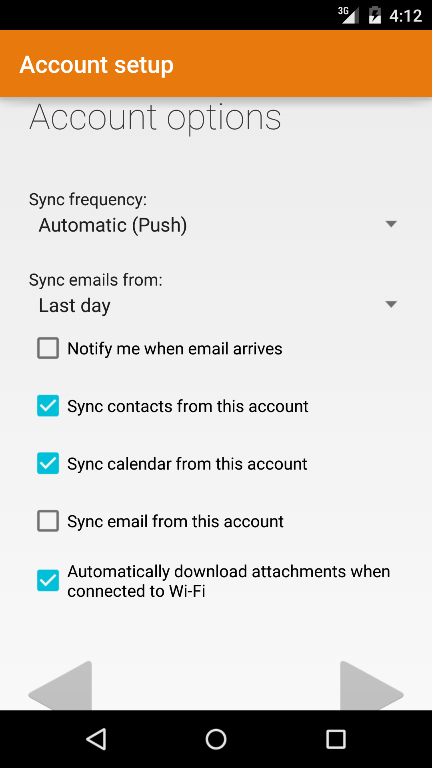 3G 4:12
Account setup
Account options
Sync frequency:
Automatic (Push)
Sync emails from:
Last day
Notify me when email arrives
Sync contacts from this account
Sync calendar from this account
Sync email from this account
Automatically download attachments when
connected to Wi-Fi